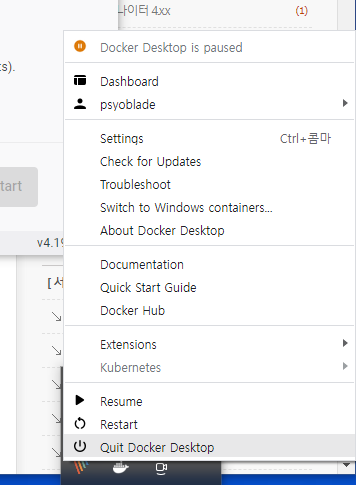 나이터 4xx (1)
Docker Desktop is paused
ts).
Dashboard
psyoblade
Settings Ctrl+콤마
Check for Updates
tart
Troubleshoot
Switch to Windows containers...
About Docker Desktop
v4.19
Documentation
[서
Quick Start Guide
Docker Hub
Extensions
Kubernetes
Resume
Restart
Quit Docker Desktop